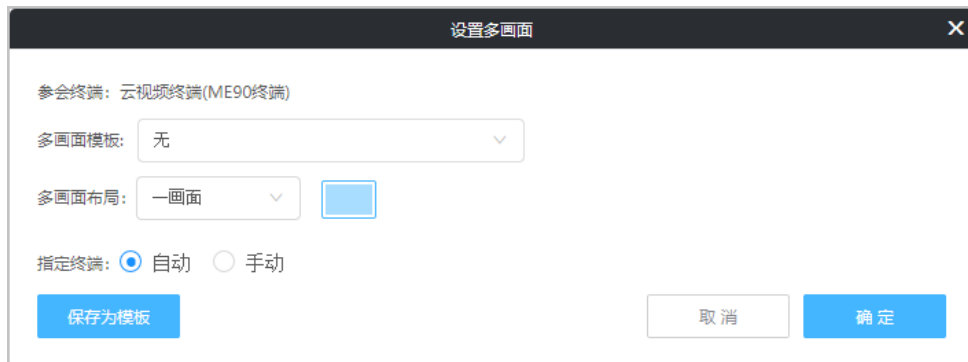 设置多画面
参会终端：云视频终端(ME90终端)
多画面模板: 无
多画面布局： 一画面
指定终端： 自动 手动
保存为模板 取消 确定